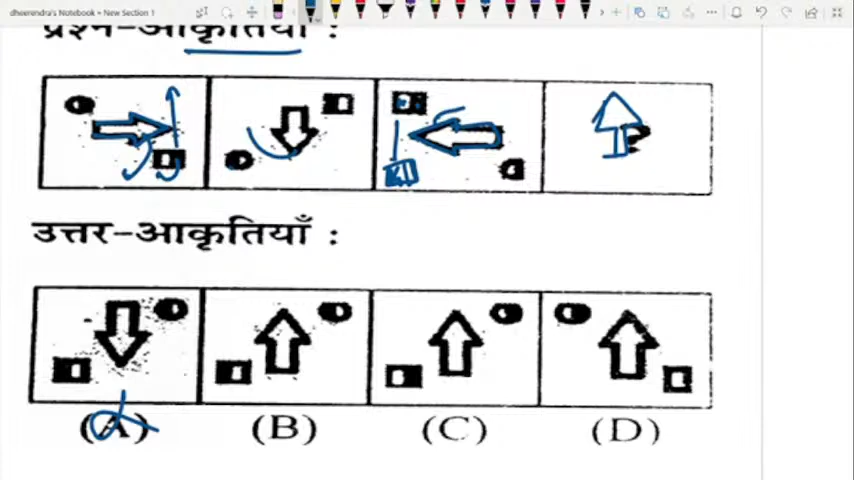 dheerendra's Notebook • New Section 1
प्रश्न-आकृतियाँ :
?
उत्तर-आकृतियाँ :
(A) (B) (C) (D)